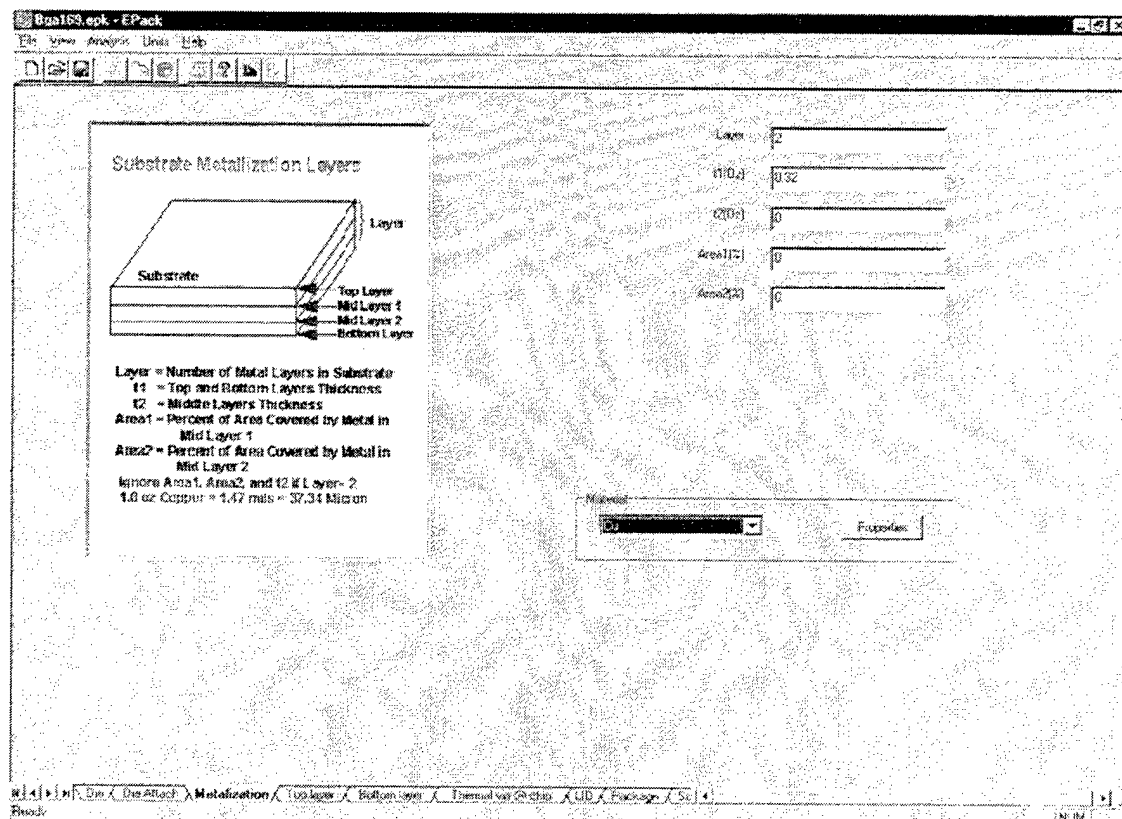 Bga169.epk - EPack
File View Analysis Units Help
Substrate Metallization Layers
Layer
Substrate
Top Layer
Mid Layer 1
Mid Layer 2
Bottom Layer
Layer = Number of Metal Layers in Substrate
t1 = Top and Bottom Layers Thickness
t2 = Middle Layers Thickness
Area1 = Percent of Area Covered by Metal in
Mid Layer 1
Area2 = Percent of Area Covered by Metal in
Mid Layer 2
Ignore Area1, Area2, and t2 if Layer= 2
1.0 oz Copper = 1.47 mils = 37.34 Micron
Layer 2
t1[Oz] 0.32
t2[Oz] 0
Area1[%] 0
Area2[%] 0
Material
Cu
Properties
Die Die Attach Metalization Top layer Bottom layer Thermal via LID Package
Ready NUM